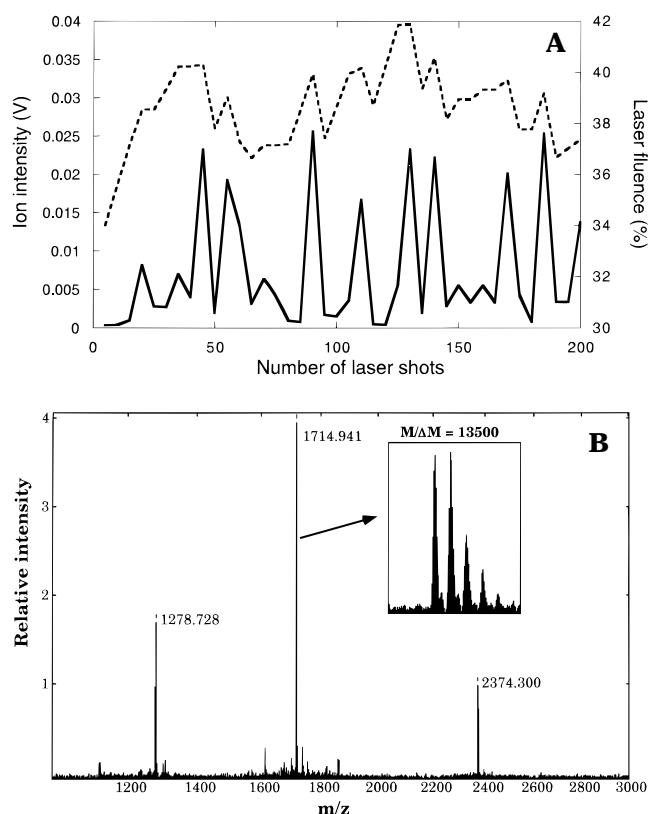 A
0.04
0.035
0.03
0.025
0.02
0.015
0.01
0.005
0
Ion intensity (V)
42
40
38
36
34
32
30
Laser fluence (%)
0 50 100 150 200
Number of laser shots
B
4
3
2
1
Relative intensity
1714.941
M/ΔM = 13500
1278.728
2374.300
1200 1400 1600 1800 2000 2200 2400 2600 2800 3000
m/z